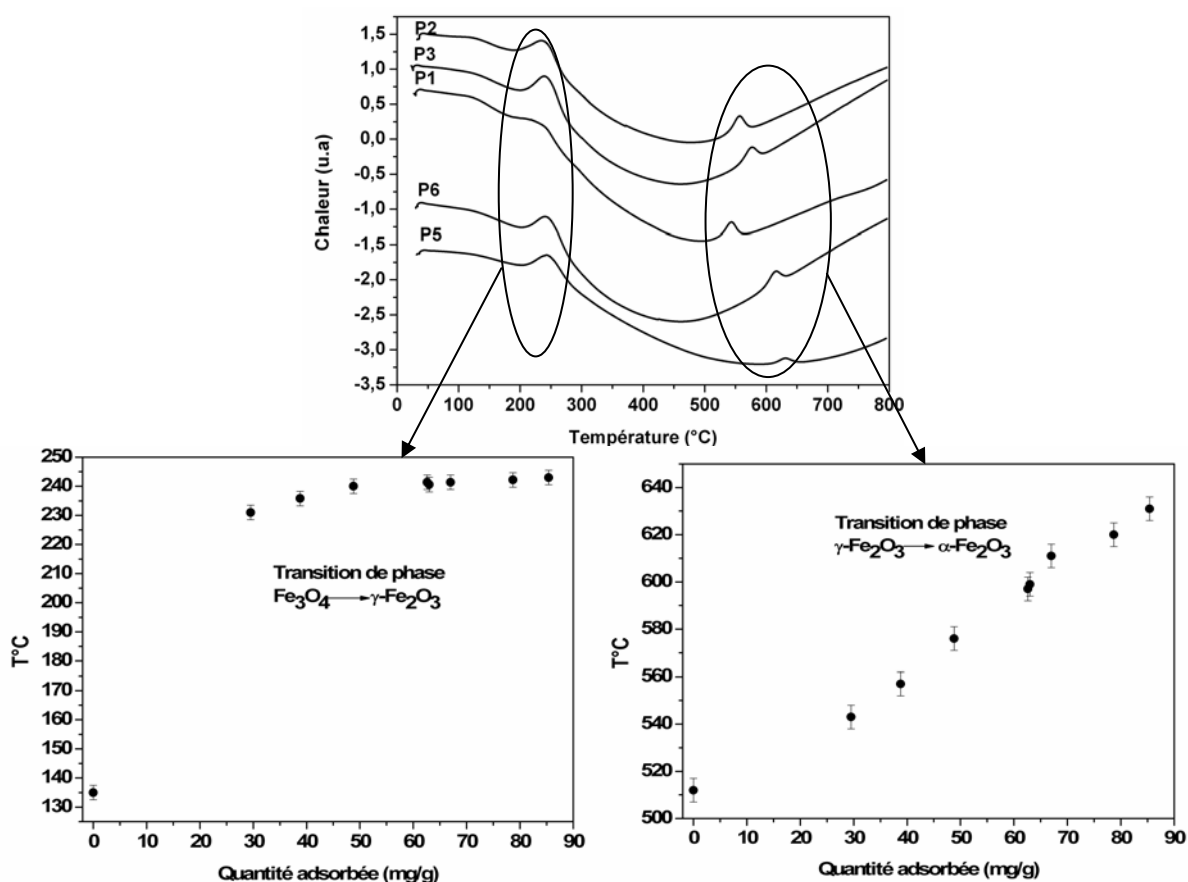 1,5
1,0
0,5
0,0
-0,5
-1,0
-1,5
-2,0
-2,5
-3,0
-3,5
Chaleur (u.a)
P2
P3
P1
P6
P5
0 100 200 300 400 500 600 700 800
Température (°C)
250
240
230
220
210
200
190
180
170
160
150
140
130
T°C
Transition de phase
Fe3O4 → γ-Fe2O3
0 10 20 30 40 50 60 70 80 90
Quantité adsorbée (mg/g)
640
620
600
580
560
540
520
500
T°C
Transition de phase
γ-Fe2O3 → α-Fe2O3
0 10 20 30 40 50 60 70 80 90
Quantité adsorbée (mg/g)